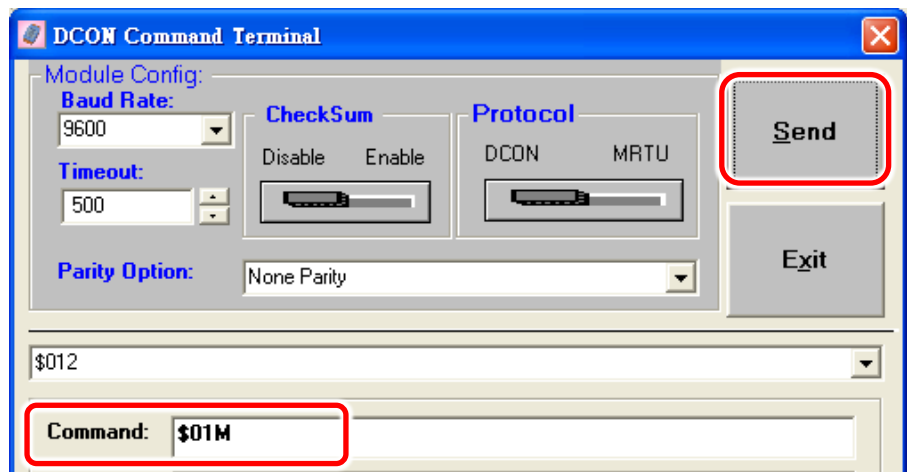 DCON Command Terminal
Module Config:
Baud Rate:
9600
CheckSum
Disable Enable
Protocol
DCON MRTU
Send
Timeout:
500
Parity Option:
None Parity
Exit
$012
Command: $01M